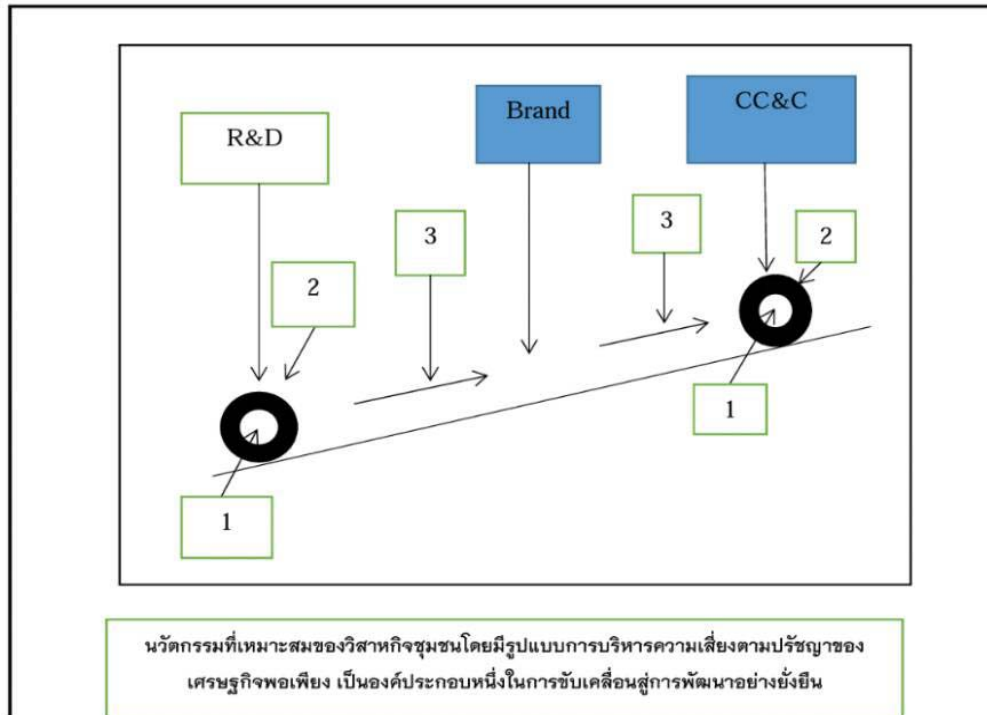 CC&C
Brand
R&D
3
3
2
2
1
1
นวัตกรรมที่เหมาะสมของวิสาหกิจชุมชนโดยมีรูปแบบการบริหารความเสี่ยงตามปรัชญาของ
เศรษฐกิจพอเพียง เป็นองค์ประกอบหนึ่งในการขับเคลื่อนสู่การพัฒนาอย่างยั่งยืน